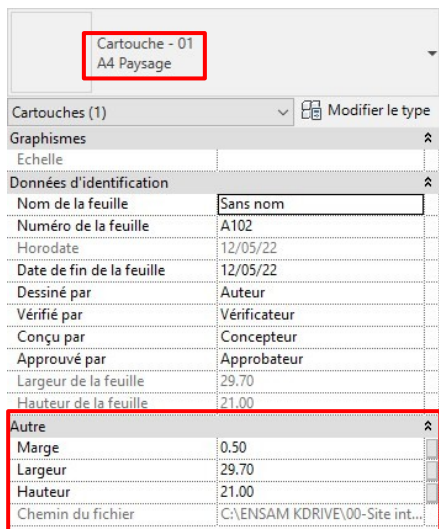 Cartouche - 01
A4 Paysage
Cartouches (1) Modifier le type
Graphismes
Echelle
Données d'identification
Nom de la feuille Sans nom
Numéro de la feuille A102
Horodate 12/05/22
Date de fin de la feuille 12/05/22
Dessiné par Auteur
Vérifié par Vérificateur
Conçu par Concepteur
Approuvé par Approbateur
Largeur de la feuille 29.70
Hauteur de la feuille 21.00
Autre
Marge 0.50
Largeur 29.70
Hauteur 21.00
Chemin du fichier C:\ENSAM KDRIVE\00-Site int...